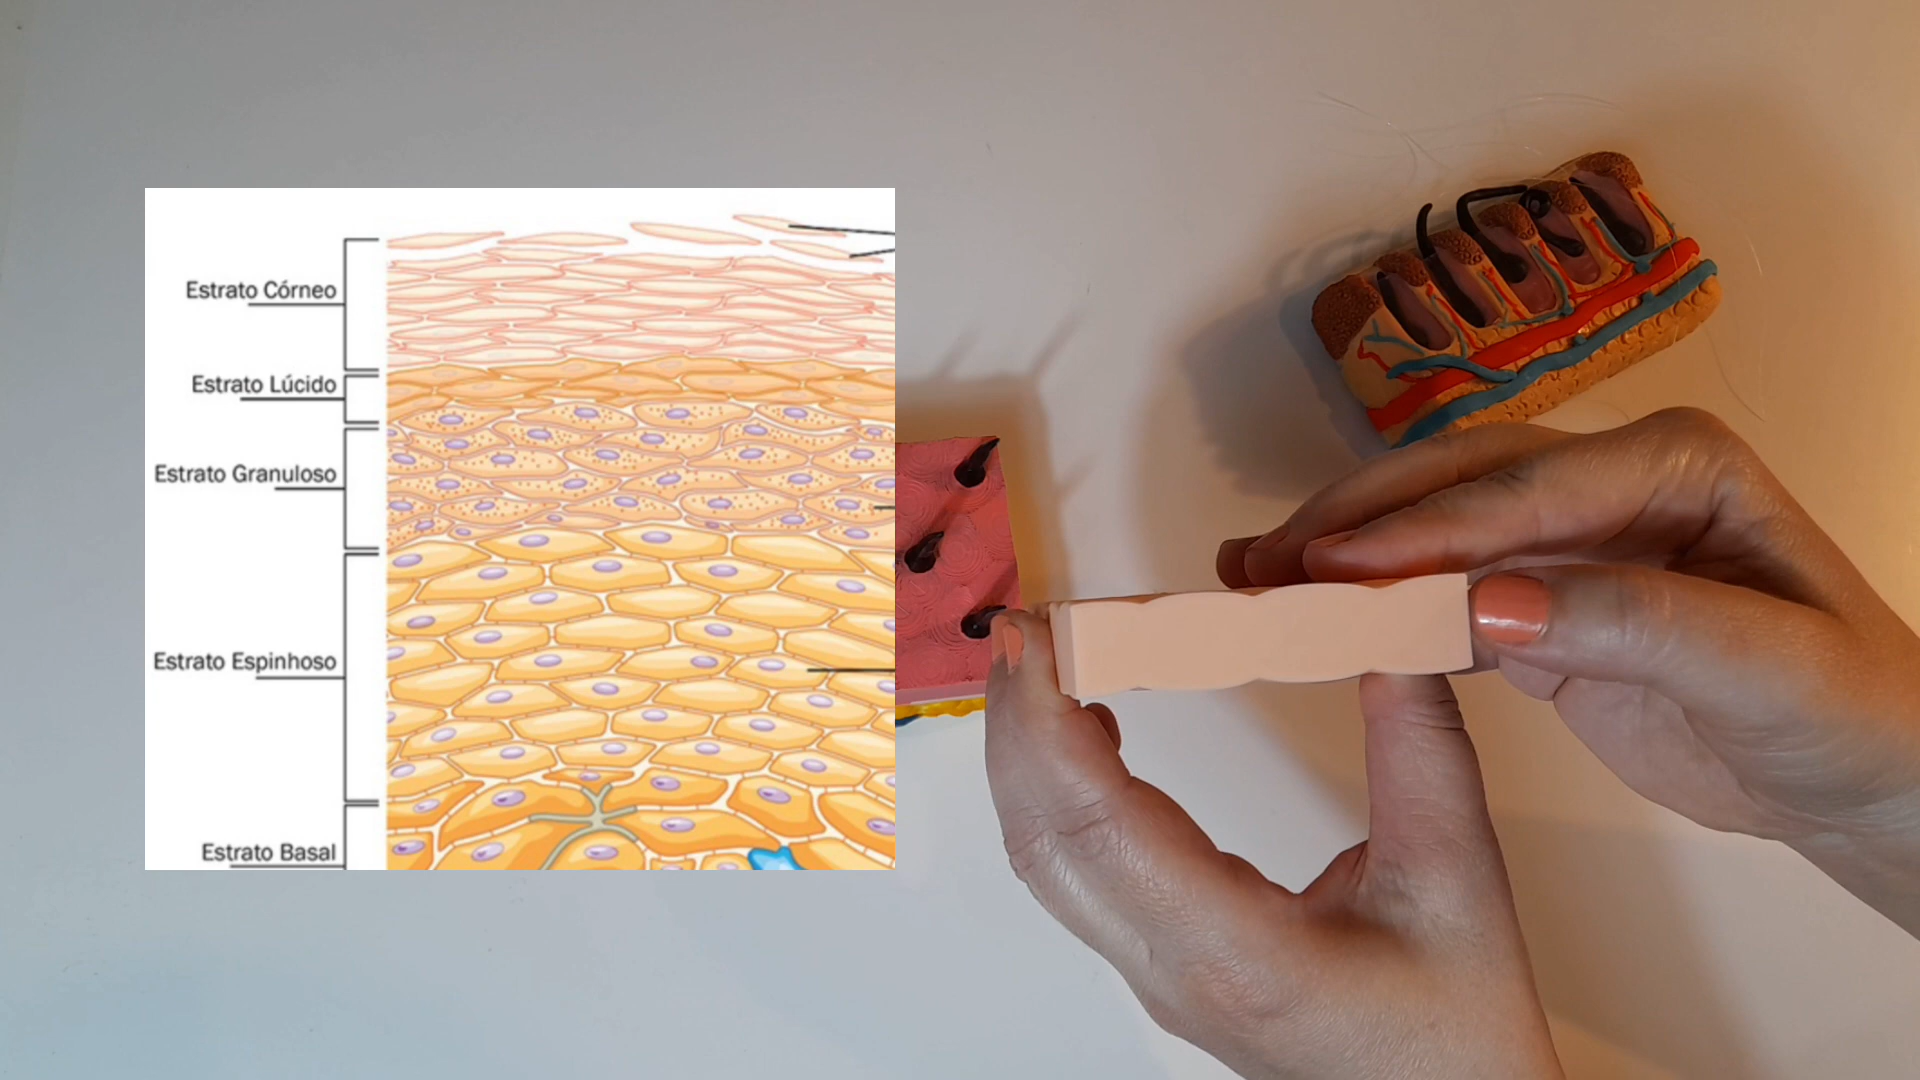 Estrato Córneo
Estrato Lúcido
Estrato Granuloso
Estrato Espinhoso
Estrato Basal